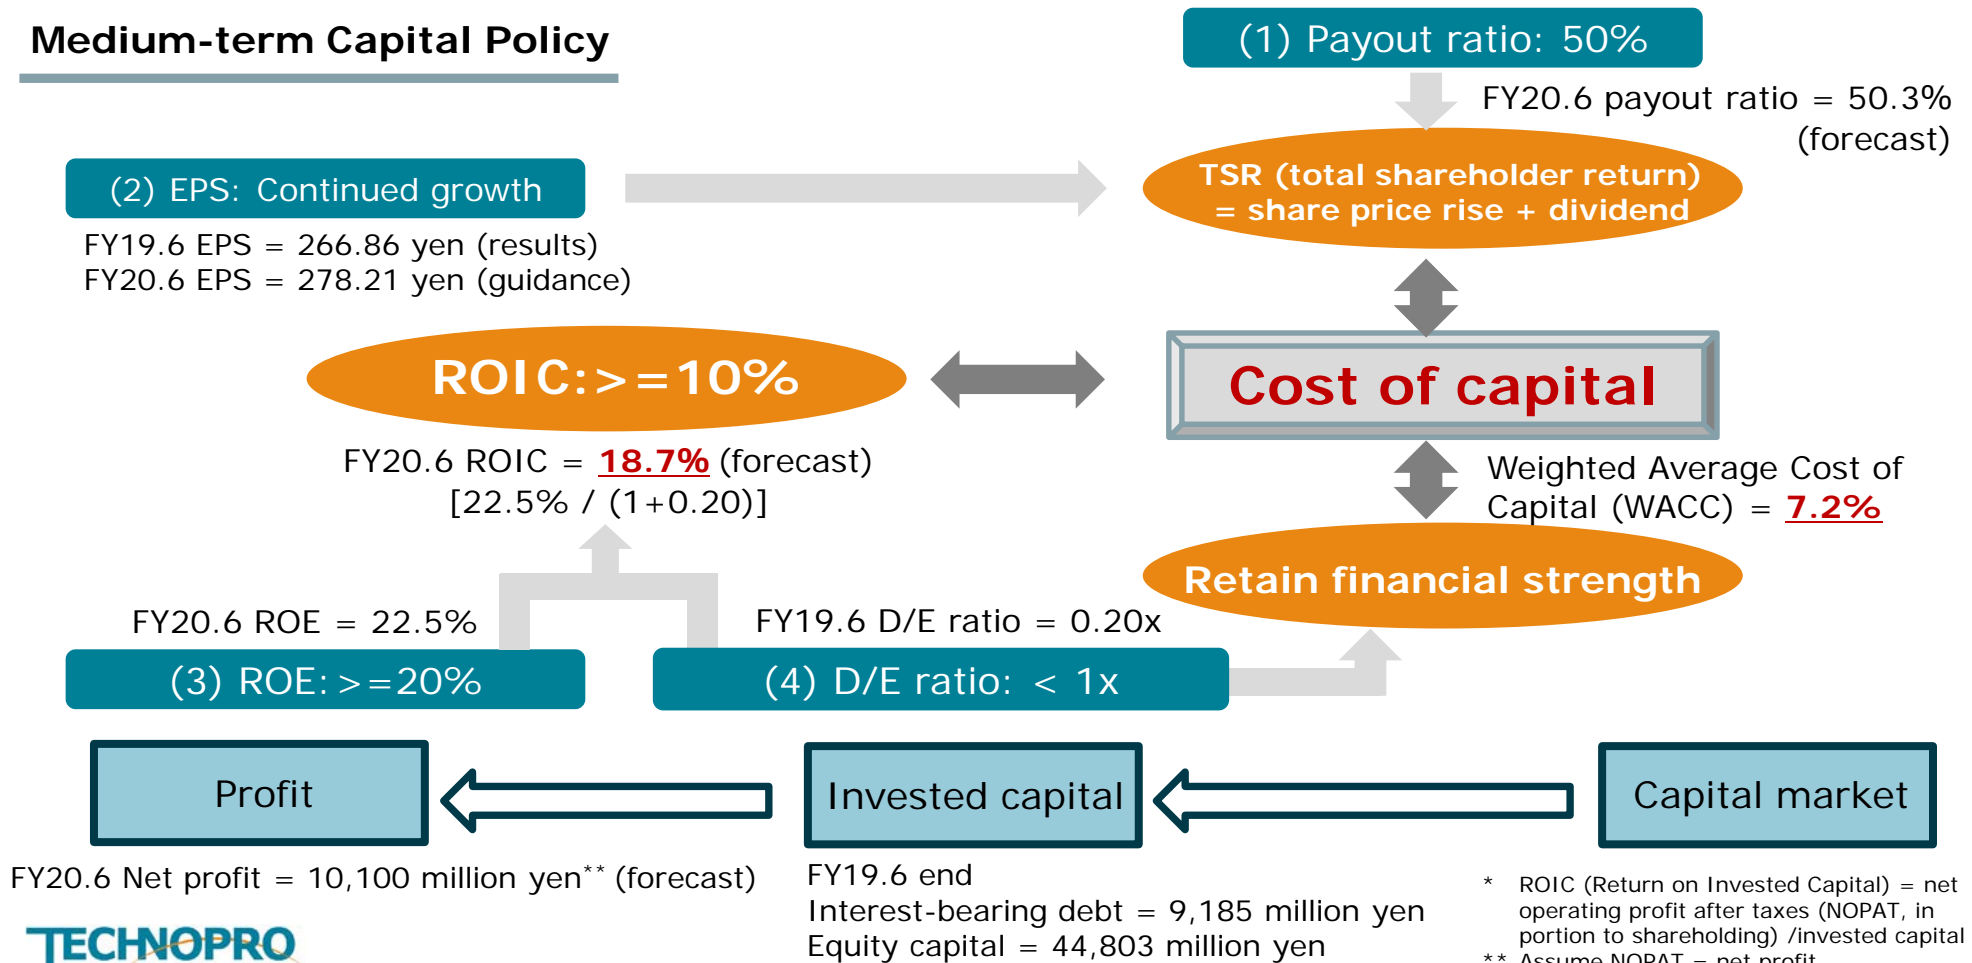 Medium-term Capital Policy
(1) Payout ratio: 50%
FY20.6 payout ratio = 50.3%
(forecast)
(2) EPS: Continued growth
TSR (total shareholder return)
= share price rise + dividend
FY19.6 EPS = 266.86 yen (results)
FY20.6 EPS = 278.21 yen (guidance)
ROIC:>=10%
Cost of capital
FY20.6 ROIC = 18.7% (forecast)
[22.5% / (1+0.20)]
Weighted Average Cost of
Capital (WACC) = 7.2%
Retain financial strength
FY20.6 ROE = 22.5%
FY19.6 D/E ratio = 0.20x
(3) ROE:>=20%
(4) D/E ratio: < 1x
Profit
Invested capital
Capital market
FY20.6 Net profit = 10,100 million yen** (forecast)
FY19.6 end
Interest-bearing debt = 9,185 million yen
Equity capital = 44,803 million yen
* ROIC (Return on Invested Capital) = net
operating profit after taxes (NOPAT, in
portion to shareholding) /invested capital
** Assume NOPAT = net profit
TECHNOPRO